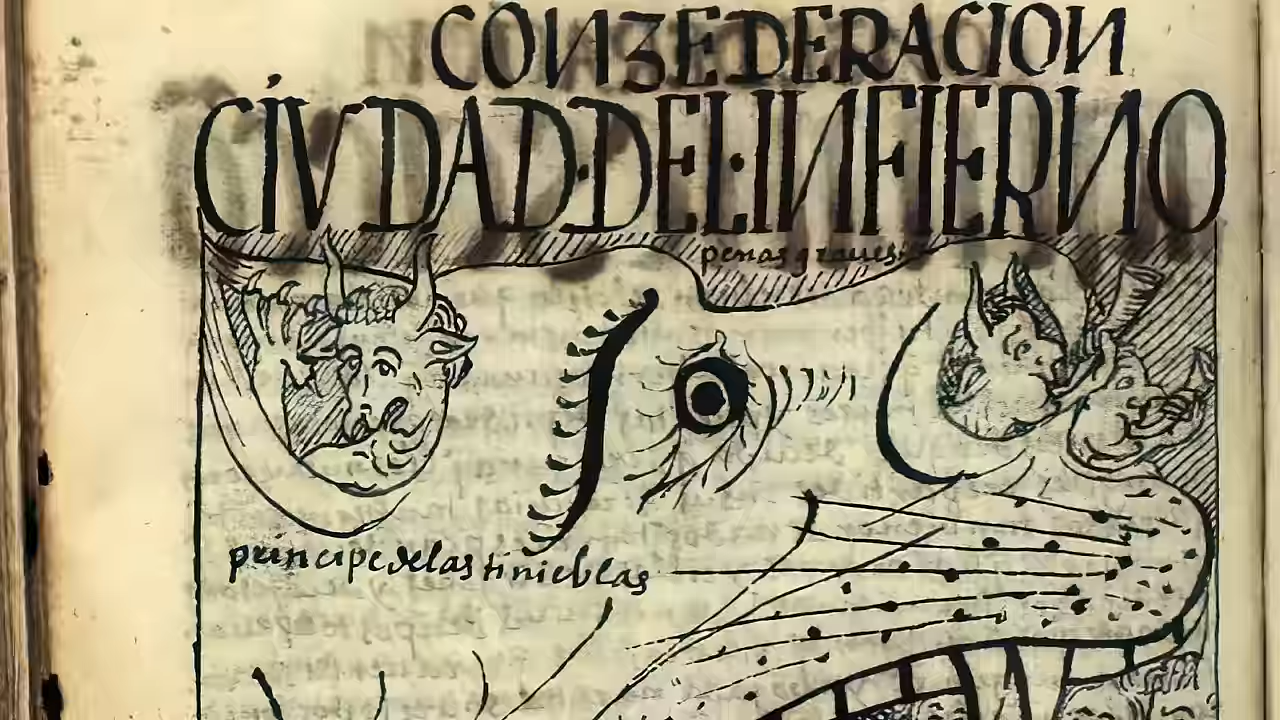 CONZEDERACION
CIVDAD·DEL·INFIERNO
penas graues
principe de las tinieblas